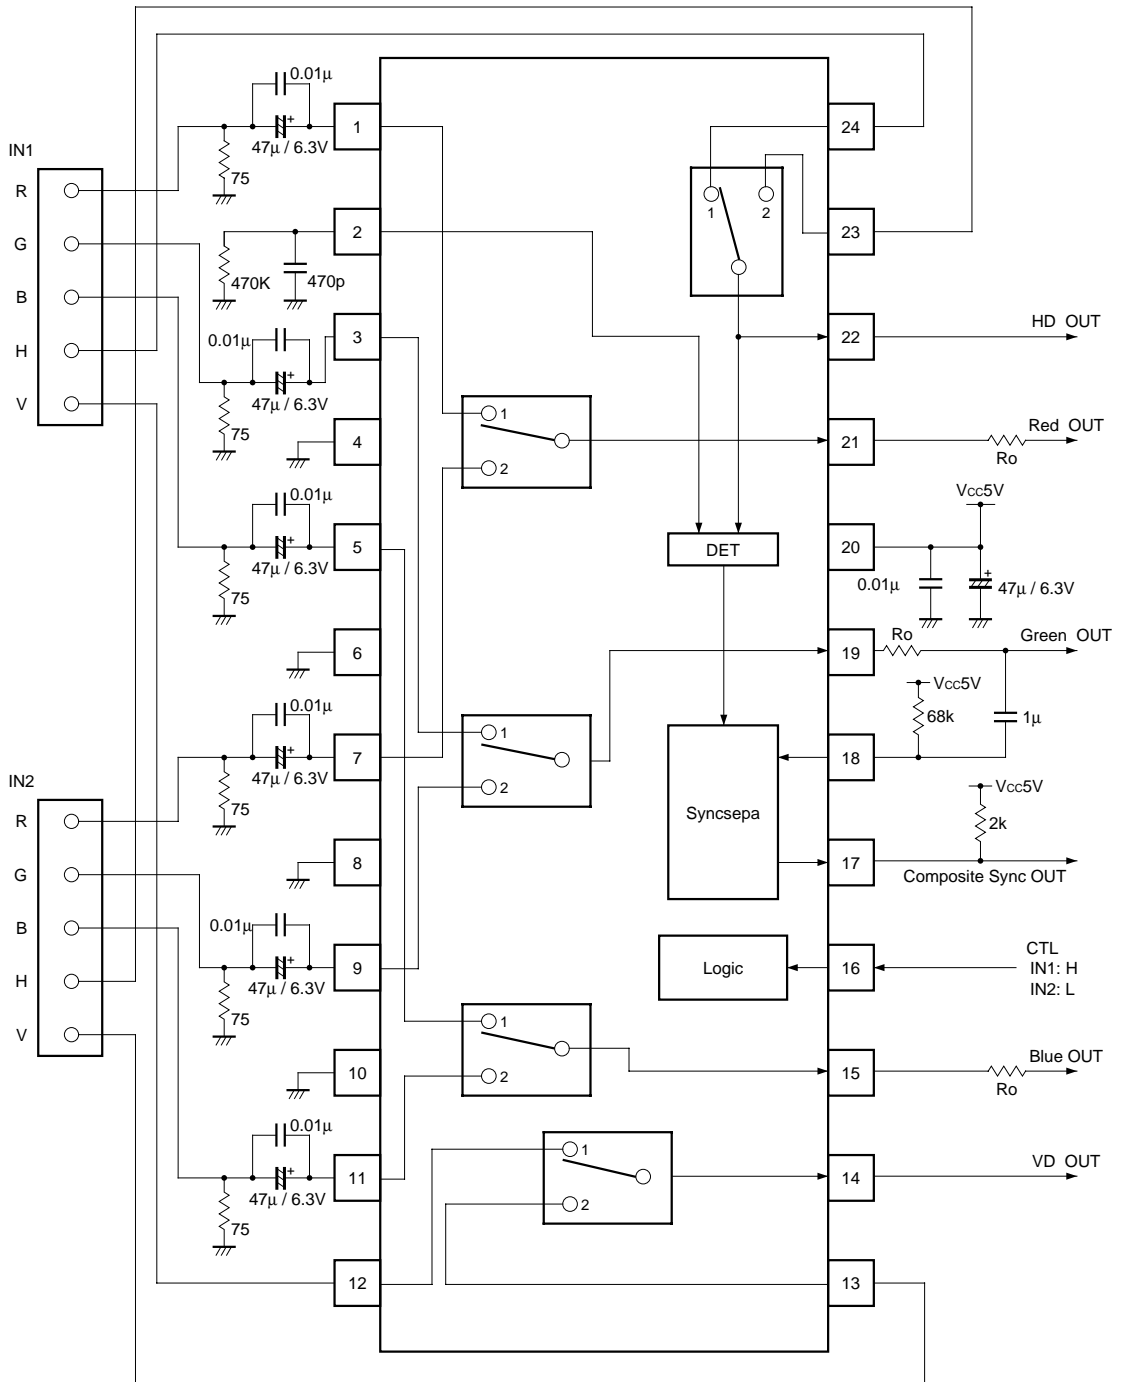 0.01µ
47µ / 6.3V
75
1
24
IN1
R
G
B
H
V
1
2
2
23
470K
470p
0.01µ
47µ / 6.3V
75
3
22
HD OUT
1
2
4
21
Red OUT
Ro
0.01µ
47µ / 6.3V
75
5
DET
20
Vcc5V
0.01µ
47µ / 6.3V
6
19
Ro
Green OUT
Vcc5V
68k
1µ
0.01µ
47µ / 6.3V
75
7
1
2
18
IN2
R
G
B
H
V
Syncsepa
Vcc5V
2k
8
17
Composite Sync OUT
0.01µ
47µ / 6.3V
75
9
Logic
16
CTL
IN1: H
IN2: L
1
2
10
15
Blue OUT
Ro
0.01µ
47µ / 6.3V
75
11
1
2
14
VD OUT
12
13